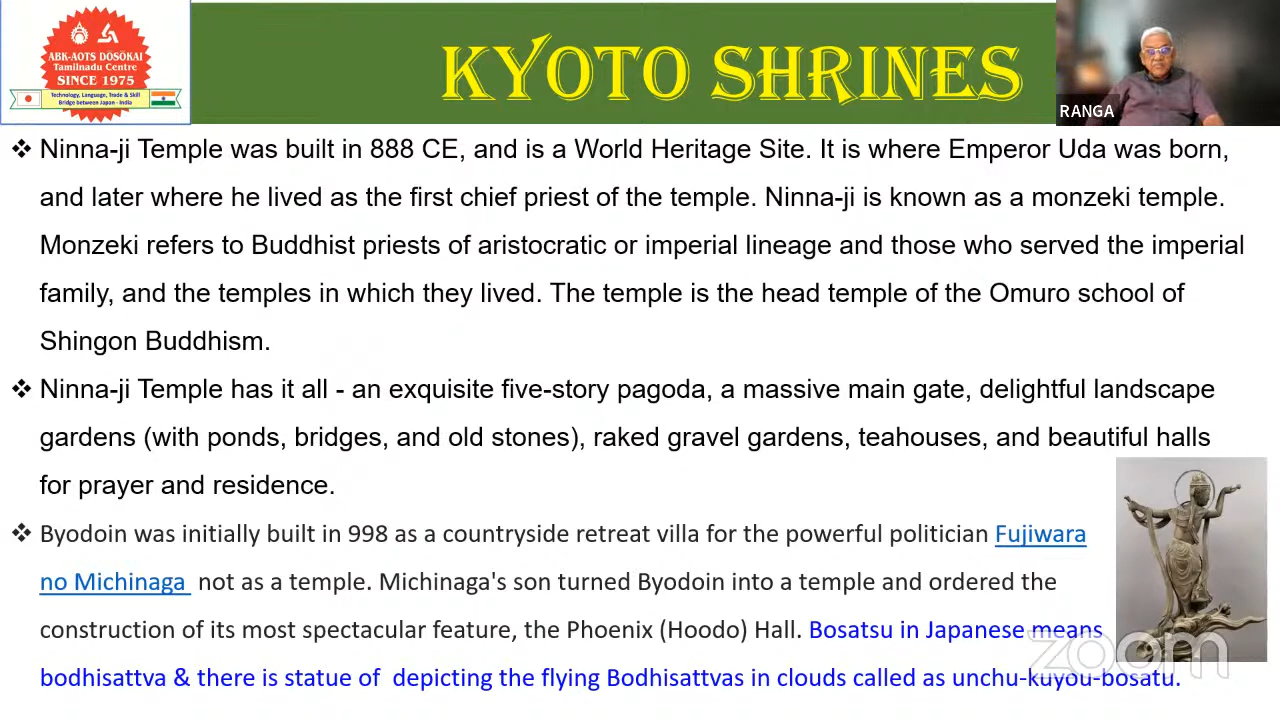 ABK-AOTS DOSOKAI
Tamilnadu Centre
SINCE 1975
Technology, Language, Trade & Skill
Bridge between Japan - India
KYOTO SHRINES
RANGA
❖ Ninna-ji Temple was built in 888 CE, and is a World Heritage Site. It is where Emperor Uda was born,
and later where he lived as the first chief priest of the temple. Ninna-ji is known as a monzeki temple.
Monzeki refers to Buddhist priests of aristocratic or imperial lineage and those who served the imperial
family, and the temples in which they lived. The temple is the head temple of the Omuro school of
Shingon Buddhism.
❖ Ninna-ji Temple has it all - an exquisite five-story pagoda, a massive main gate, delightful landscape
gardens (with ponds, bridges, and old stones), raked gravel gardens, teahouses, and beautiful halls
for prayer and residence.
❖ Byodoin was initially built in 998 as a countryside retreat villa for the powerful politician Fujiwara
no Michinaga not as a temple. Michinaga's son turned Byodoin into a temple and ordered the
construction of its most spectacular feature, the Phoenix (Hoodo) Hall. Bosatsu in Japanese means
bodhisattva & there is statue of depicting the flying Bodhisattvas in clouds called as unchu-kuyou-bosatu.
zoom